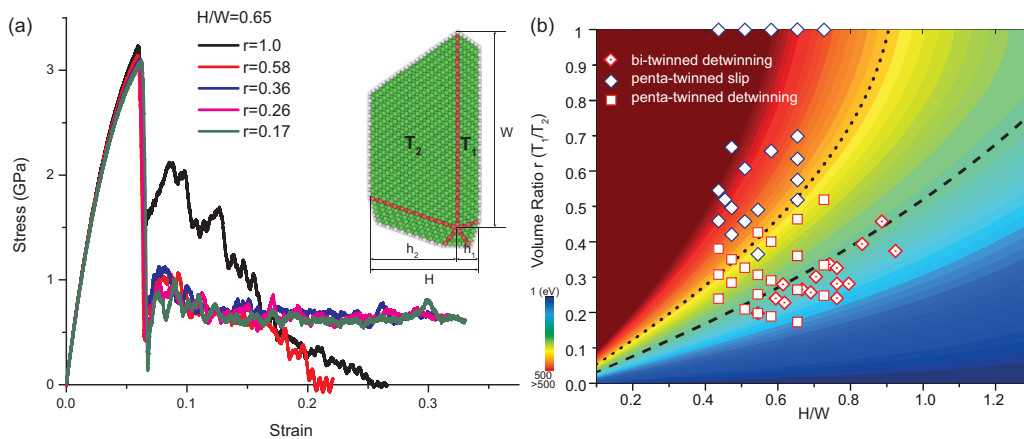 (a)
H/W=0.65
r=1.0
r=0.58
r=0.36
r=0.26
r=0.17
T₂
T₁
W
h₂
h₁
H
Stress (GPa)
3
2
1
0
0.0
0.1
0.2
0.3
Strain
(b)
bi-twinned detwinning
penta-twinned slip
penta-twinned detwinning
Volume Ratio r (T₁/T₂)
1
0.9
0.8
0.7
0.6
0.5
0.4
0.3
0.2
0.1
0.0
1 (eV)
500
>500
0.2
0.4
0.6
0.8
1.0
1.2
H/W